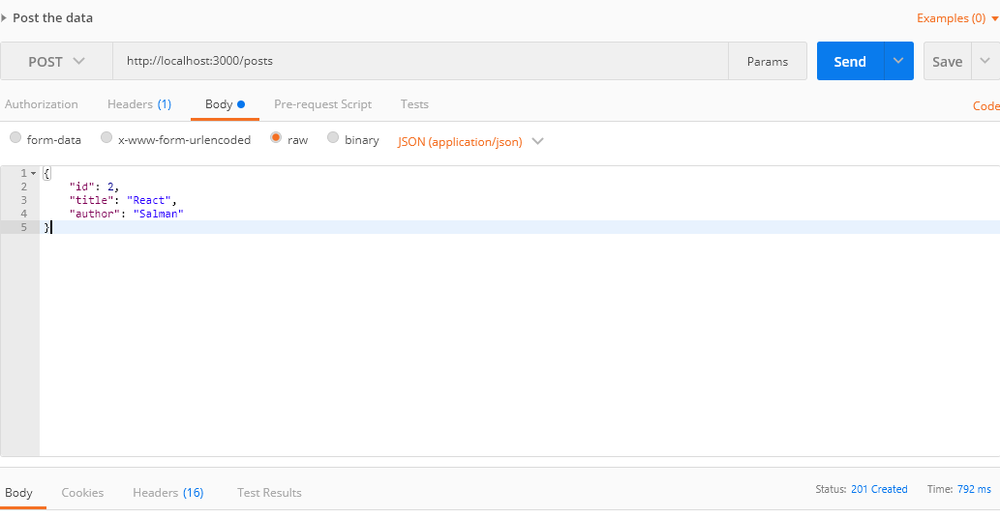 Post the data
Examples (0)
POST http://localhost:3000/posts Params Send Save
Authorization Headers (1) Body Pre-request Script Tests Code
form-data x-www-form-urlencoded raw binary JSON (application/json)
1 {
2 "id": 2,
3 "title": "React",
4 "author": "Salman"
5 }
Body Cookies Headers (16) Test Results Status: 201 Created Time: 792 ms